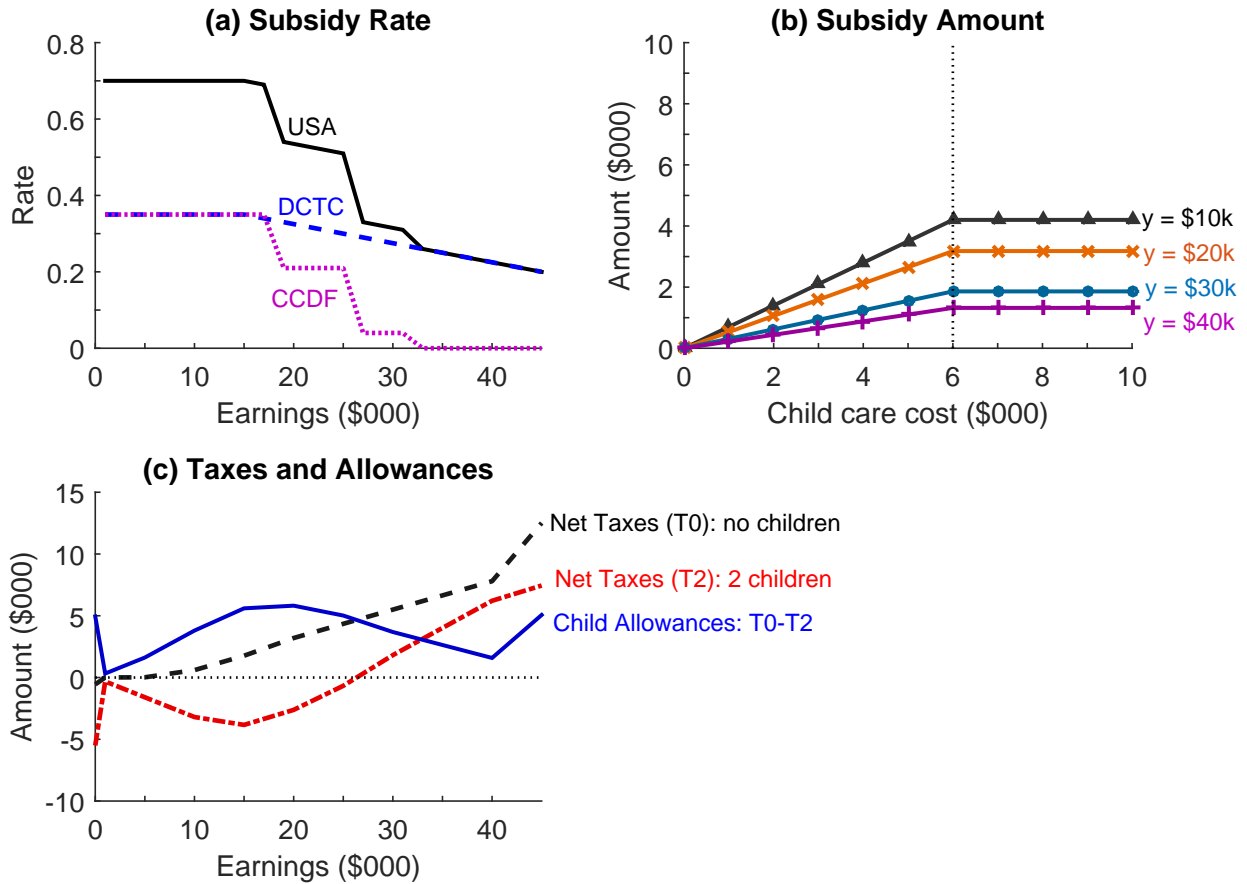 (a) Subsidy Rate
0.8
0.6
0.4
0.2
0
Rate
USA
DCTC
CCDF
0 10 20 30 40
Earnings ($000)
(b) Subsidy Amount
10
8
6
4
2
0
Amount ($000)
y = $10k
y = $20k
y = $30k
y = $40k
0 2 4 6 8 10
Child care cost ($000)
(c) Taxes and Allowances
15
10
5
0
-5
-10
Amount ($000)
Net Taxes (T0): no children
Net Taxes (T2): 2 children
Child Allowances: T0-T2
0 10 20 30 40
Earnings ($000)